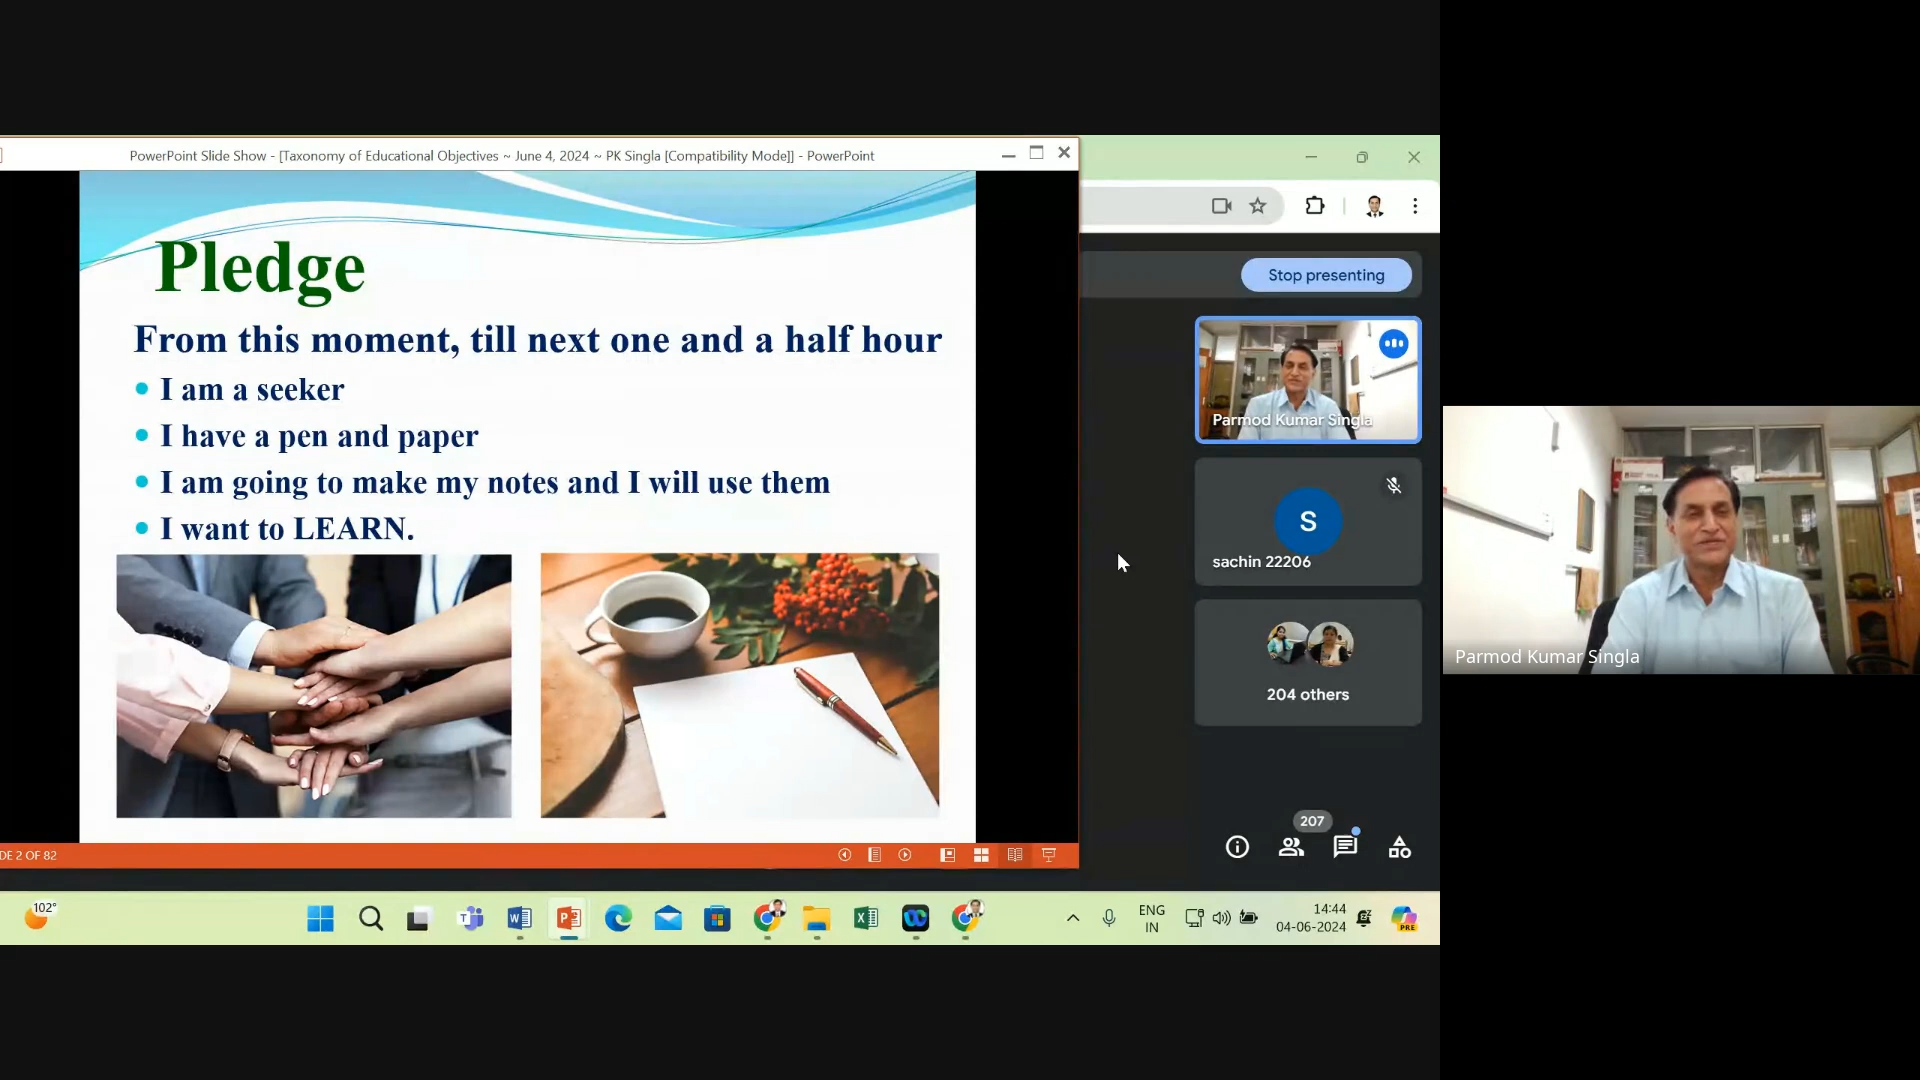 PowerPoint Slide Show - [Taxonomy of Educational Objectives ~ June 4, 2024 ~ PK Singla [Compatibility Mode]] - PowerPoint
Pledge
From this moment, till next one and a half hour
I am a seeker
I have a pen and paper
I am going to make my notes and I will use them
I want to LEARN.
DE 2 OF 82
Stop presenting
Parmod Kumar Singla
S
sachin 22206
204 others
207
Parmod Kumar Singla
102°
ENG
IN
14:44
04-06-2024
PRE